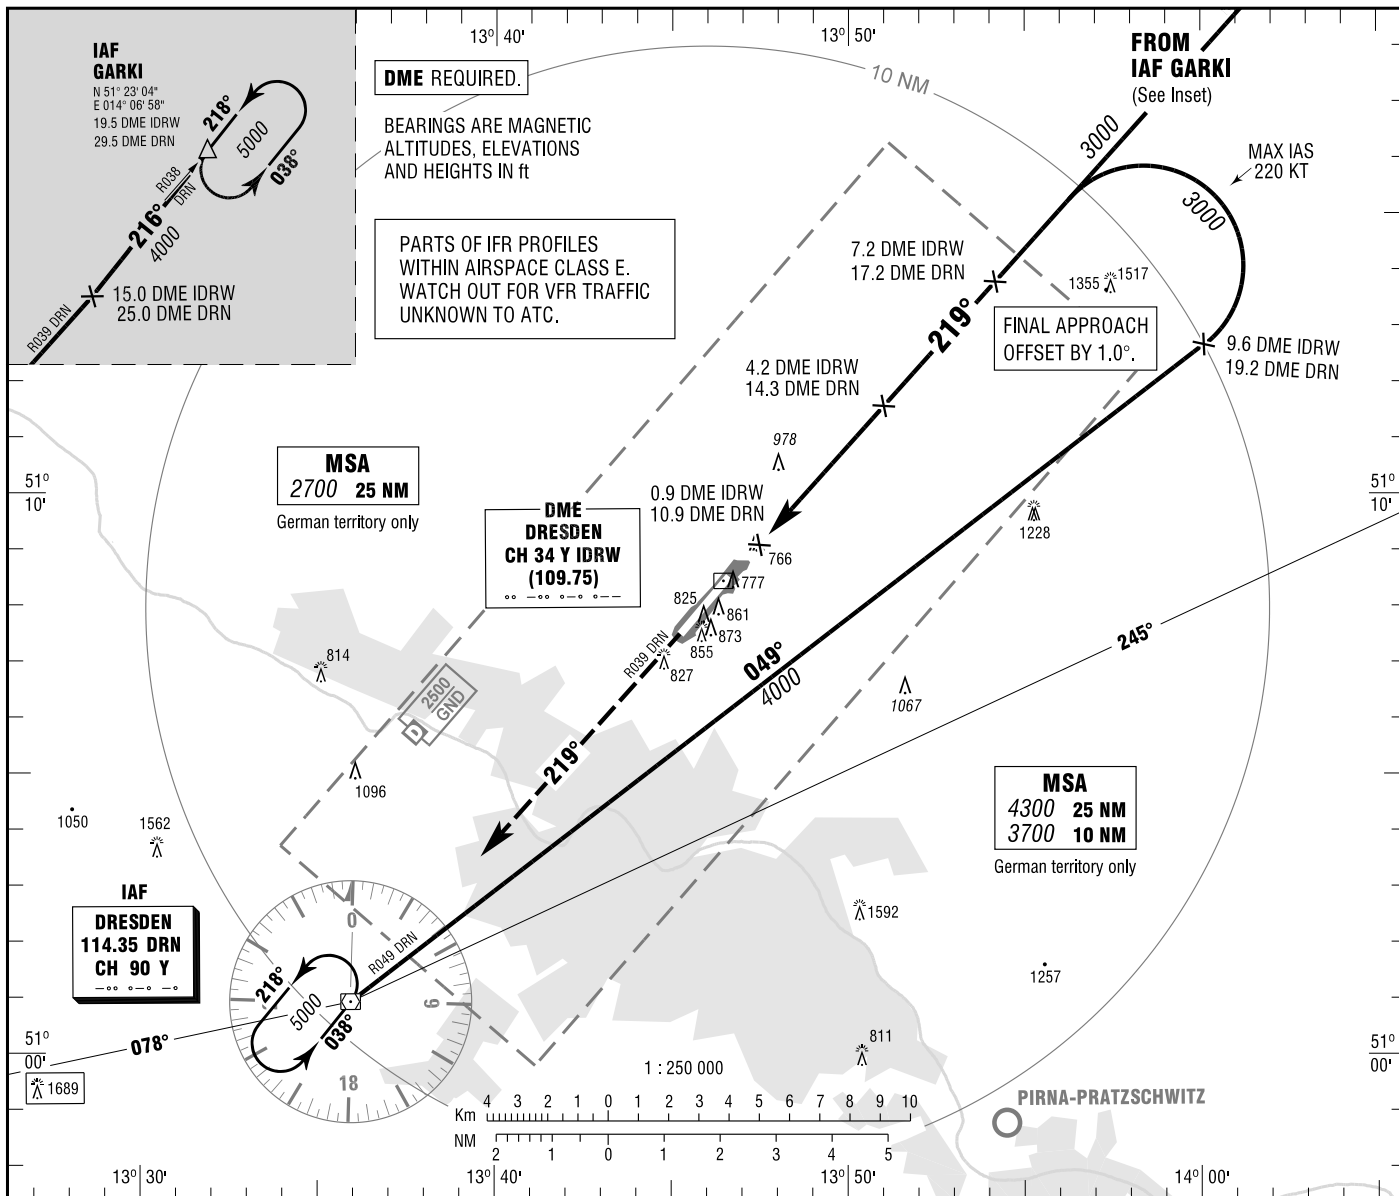 13° 40'
13° 50'
IAF
GARKI
N 51° 23' 04"
E 014° 06' 58"
19.5 DME IDRW
29.5 DME DRN
218°
5000
038°
R038
DRN
216°
4000
15.0 DME IDRW
25.0 DME DRN
R039 DRN
DME REQUIRED.
BEARINGS ARE MAGNETIC
ALTITUDES, ELEVATIONS
AND HEIGHTS IN ft
PARTS OF IFR PROFILES
WITHIN AIRSPACE CLASS E.
WATCH OUT FOR VFR TRAFFIC
UNKNOWN TO ATC.
10 NM
FROM
IAF GARKI
(See Inset)
3000
MAX IAS
220 KT
3000
7.2 DME IDRW
17.2 DME DRN
1355
1517
219°
FINAL APPROACH
OFFSET BY 1.0°.
9.6 DME IDRW
19.2 DME DRN
4.2 DME IDRW
14.3 DME DRN
978
MSA
2700 25 NM
German territory only
51°
10'
51°
10'
0.9 DME IDRW
10.9 DME DRN
DME
DRESDEN
CH 34 Y IDRW
(109.75)
766
777
825
861
873
855
827
1228
R039 DRN
049°
4000
245°
814
2500
GND
D
1067
219°
1096
1050
1562
MSA
4300 25 NM
3700 10 NM
German territory only
IAF
DRESDEN
114.35 DRN
CH 90 Y
0
9
18
R049 DRN
218°
5000
038°
078°
1592
1257
811
51°
00'
51°
00'
1689
1 : 250 000
Km
4 3 2 1 0 1 2 3 4 5 6 7 8 9 10
NM
2 1 0 1 2 3 4 5
PIRNA-PRATZSCHWITZ
13° 30'
13° 40'
13° 50'
14° 00'